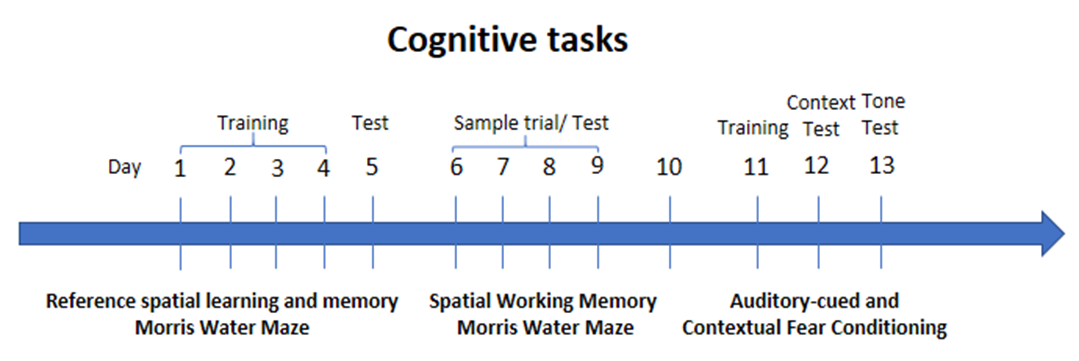 Cognitive tasks
Training Test Sample trial/ Test Training Context Test Tone Test
Day 1 2 3 4 5 6 7 8 9 10 11 12 13
Reference spatial learning and memory
Morris Water Maze
Spatial Working Memory
Morris Water Maze
Auditory-cued and
Contextual Fear Conditioning